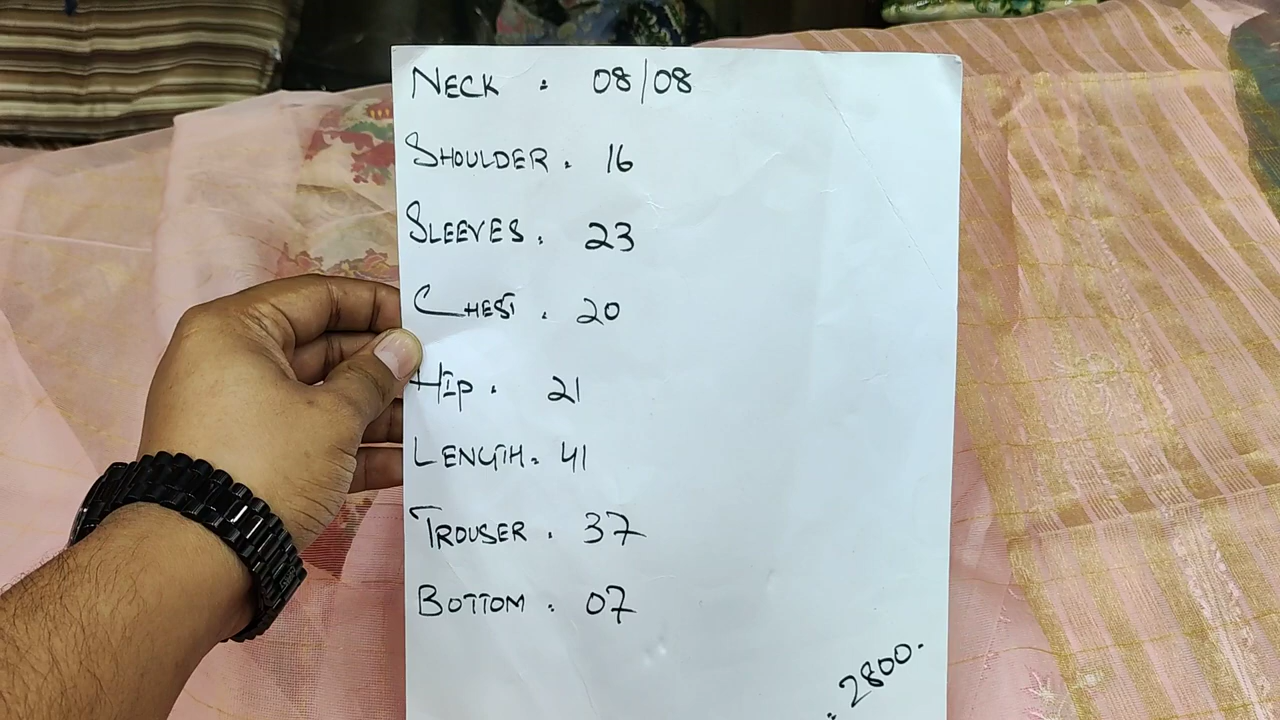 NECK : 08/08
SHOULDER . 16
SLEEVES . 23
CHEST . 20
HIP . 21
LENGTH . 41
TROUSER . 37
BOTTOM . 07
: 2800.